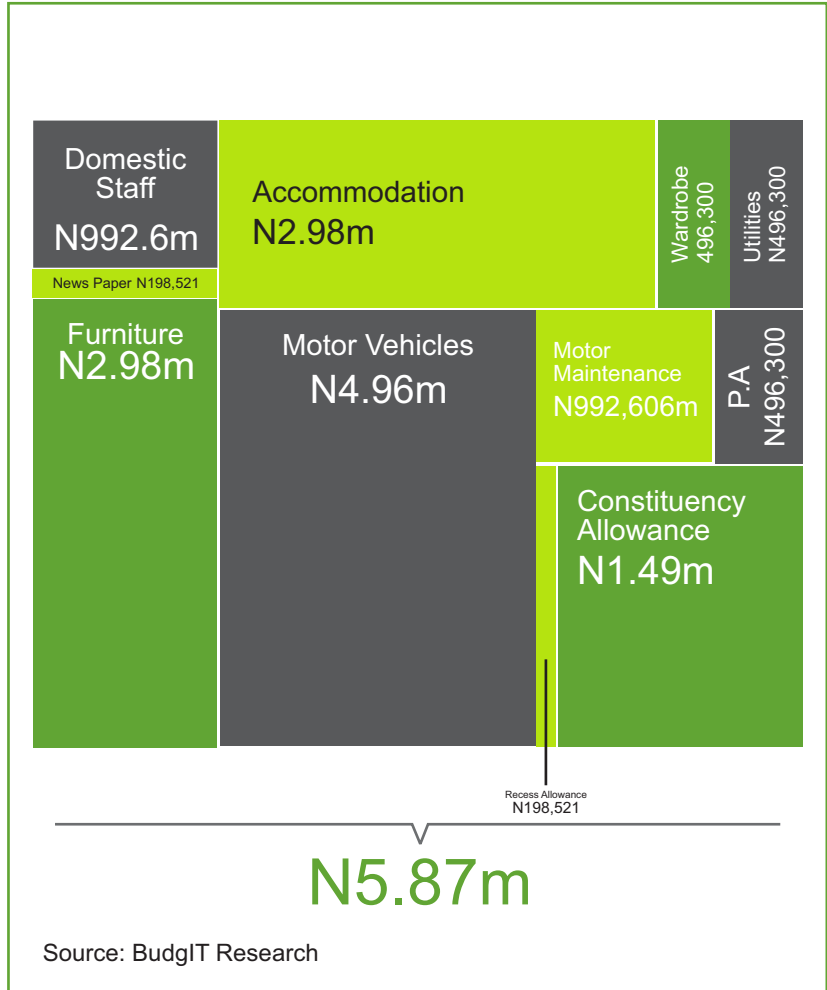 Domestic
Staff
N992.6m
News Paper N198,521
Furniture
N2.98m
Accommodation
N2.98m
Wardrobe
496,300
Utilities
N496,300
Motor Vehicles
N4.96m
Motor
Maintenance
N992,606m
P.A
N496,300
Constituency
Allowance
N1.49m
Recess Allowance
N198,521
N5.87m
Source: BudgIT Research